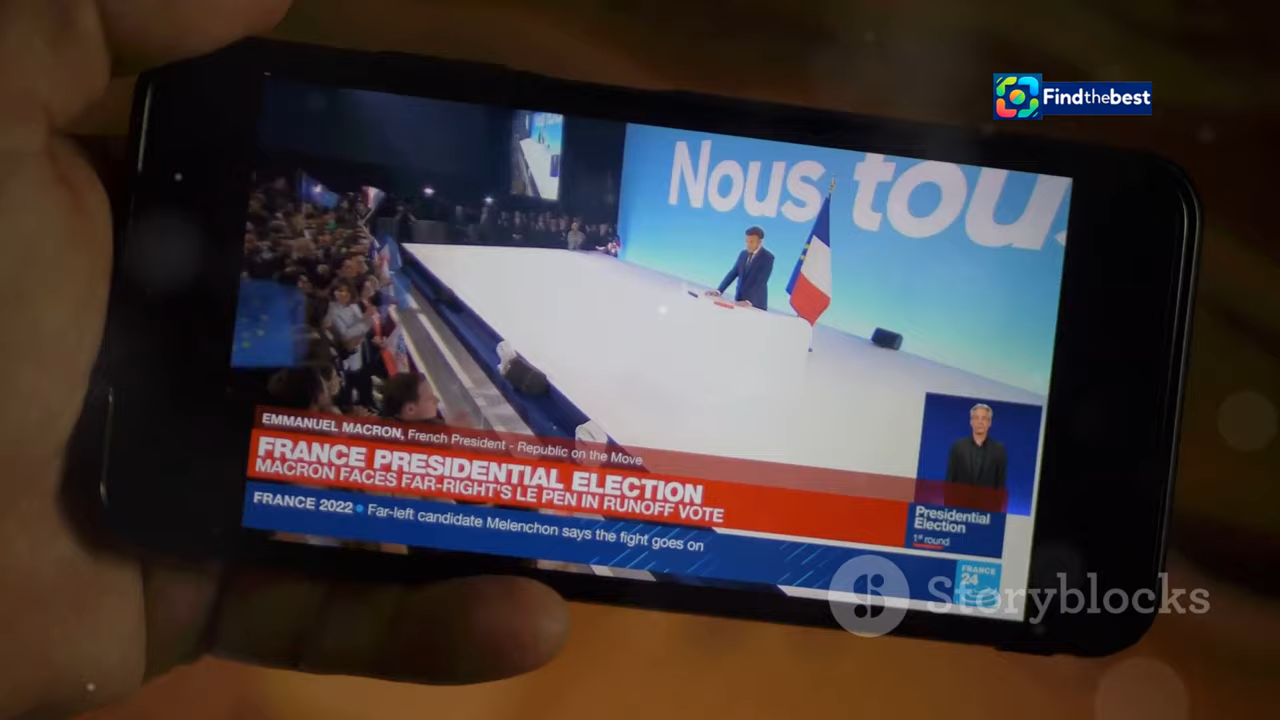 Findthebest
Nous tou
EMMANUEL MACRON, French President - Republic on the Move
FRANCE PRESIDENTIAL ELECTION
MACRON FACES FAR-RIGHT'S LE PEN IN RUNOFF VOTE
FRANCE 2022 • Far-left candidate Melenchon says the fight goes on
Presidential
Election
1st round
FRANCE
24
Storyblocks